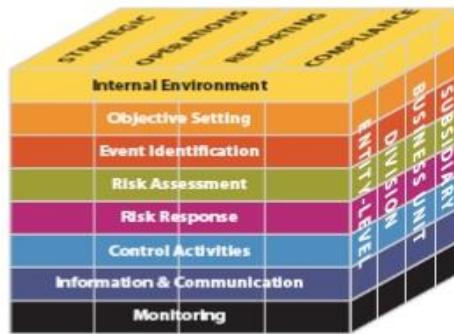 STRATEGIC
OPERATIONS
REPORTING
COMPLIANCE
Internal Environment
Objective Setting
Event Identification
Risk Assessment
Risk Response
Control Activities
Information & Communication
Monitoring
ENTITY-LEVEL
DIVISION
BUSINESS UNIT
SUBSIDIARY